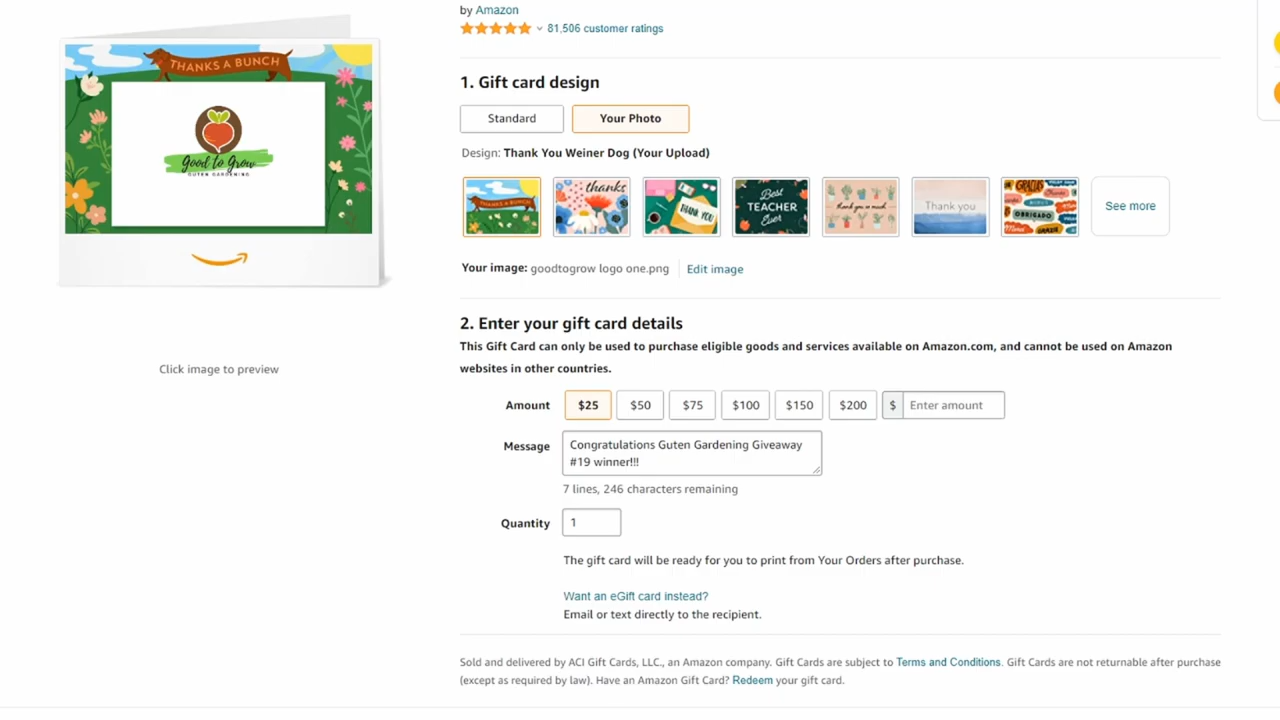 by Amazon
81,506 customer ratings
THANKS A BUNCH
Good to Grow
GUTEN GARDENING
Click image to preview
1. Gift card design
Standard
Your Photo
Design: Thank You Weiner Dog (Your Upload)
THANKS A BUNCH
thanks
THANK YOU
Best
TEACHER
Ever
thank you so much
Thank you
GRACIAS
OBRIGADO
See more
Your image: goodtogrow logo one.png
Edit image
2. Enter your gift card details
This Gift Card can only be used to purchase eligible goods and services available on Amazon.com, and cannot be used on Amazon
websites in other countries.
Amount
$25
$50
$75
$100
$150
$200
$
Enter amount
Message
Congratulations Guten Gardening Giveaway
#19 winner!!!
7 lines, 246 characters remaining
Quantity
1
The gift card will be ready for you to print from Your Orders after purchase.
Want an eGift card instead?
Email or text directly to the recipient.
Sold and delivered by ACI Gift Cards, LLC., an Amazon company. Gift Cards are subject to Terms and Conditions. Gift Cards are not returnable after purchase
(except as required by law). Have an Amazon Gift Card? Redeem your gift card.